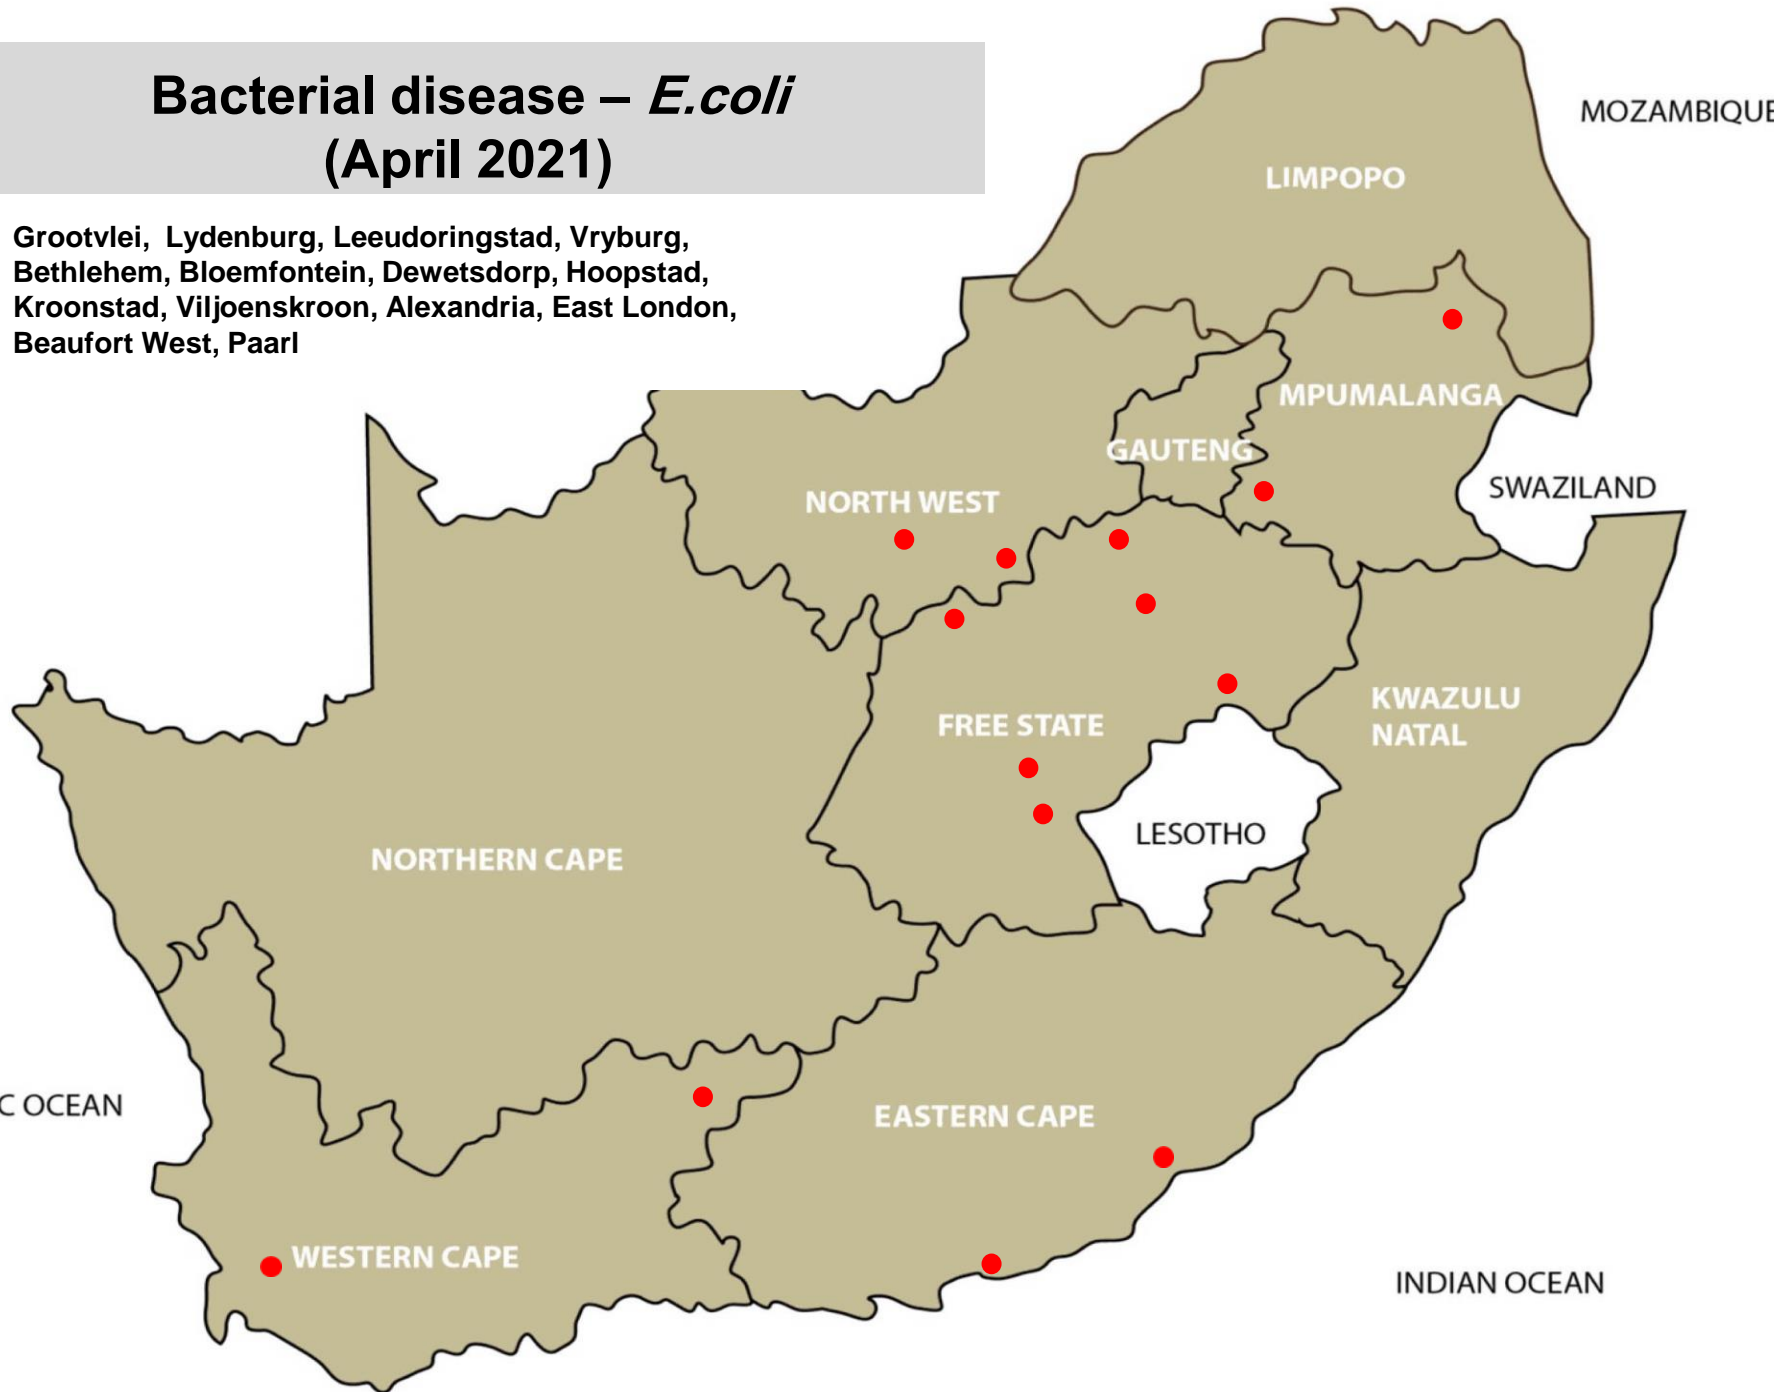 Bacterial disease – E.coli
(April 2021)
Grootvlei, Lydenburg, Leeudoringstad, Vryburg,
Bethlehem, Bloemfontein, Dewetsdorp, Hoopstad,
Kroonstad, Viljoenskroon, Alexandria, East London,
Beaufort West, Paarl
MOZAMBIQUE
LIMPOPO
MPUMALANGA
GAUTENG
SWAZILAND
NORTH WEST
KWAZULU
NATAL
FREE STATE
LESOTHO
NORTHERN CAPE
C OCEAN
EASTERN CAPE
WESTERN CAPE
INDIAN OCEAN